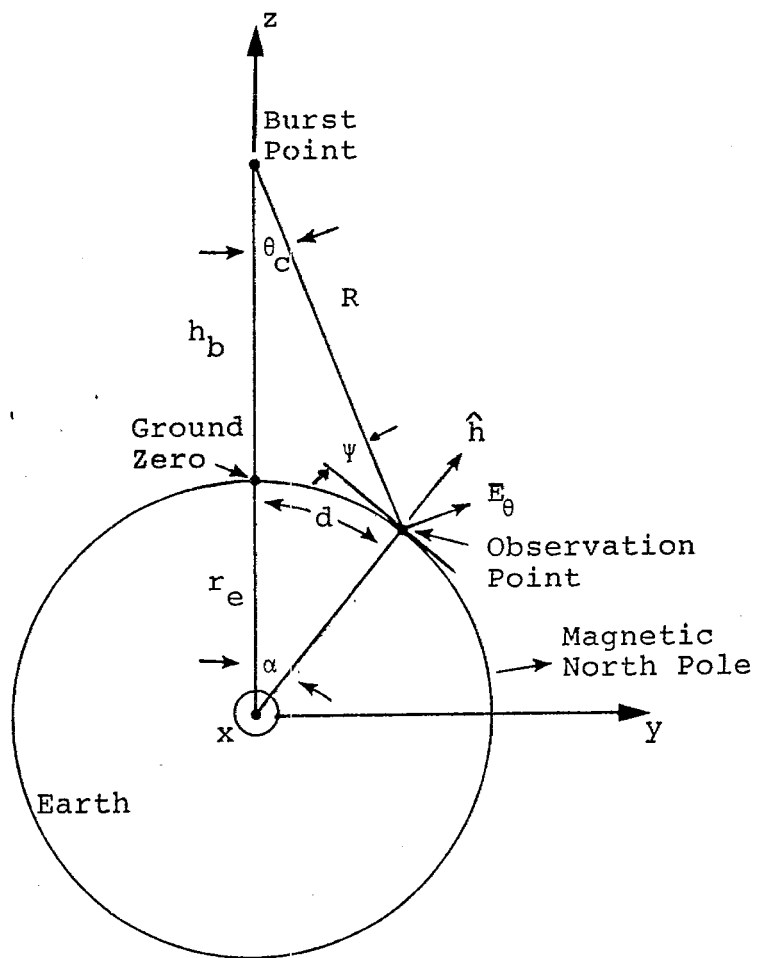 z
Burst
Point
θc
R
hb
Ground
Zero
Ψ
ĥ
Eθ
d
Observation
Point
re
Magnetic
North Pole
α
x
y
Earth